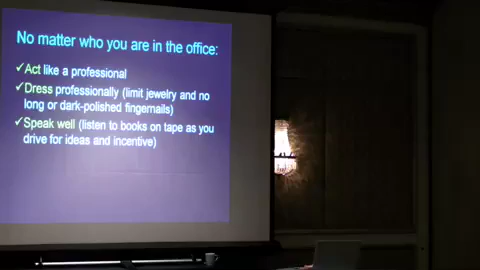 No matter who you are in the office:
✓Act like a professional
✓Dress professionally (limit jewelry and no
long or dark-polished fingernails)
✓Speak well (listen to books on tape as you
drive for ideas and incentive)